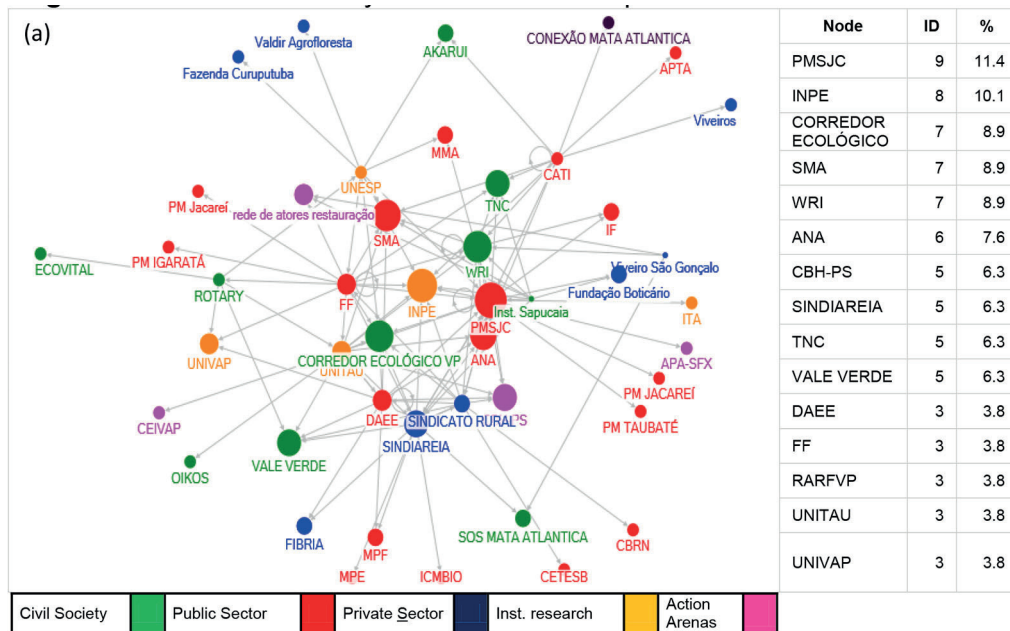 (a)
Valdir Agrofloresta
Fazenda Curuputuba
AKARUI
CONEXÃO MATA ATLANTICA
APTA
Viveiros
MMA
CATI
UNESP
TNC
PM Jacareí
rede de atores restauração
SMA
IF
ECOVITAL
PM IGARATÁ
WRI
Viveiro São Gonçalo
ROTARY
FF
INPE
Fundação Boticário
Inst. Sapucaia
PMSJC
ITA
UNIVAP
CORREDOR ECOLÓGICO VP
UNITAU
ANA
APA-SFX
PM JACAREÍ
CEIVAP
DAEE
SINDICATO RURAL
PS
PM TAUBATÉ
SINDIAREIA
VALE VERDE
OIKOS
FIBRIA
MPF
SOS MATA ATLANTICA
CBRN
MPE
ICMBIO
CETESB
Node ID %
PMSJC 9 11.4
INPE 8 10.1
CORREDOR
ECOLÓGICO 7 8.9
SMA 7 8.9
WRI 7 8.9
ANA 6 7.6
CBH-PS 5 6.3
SINDIAREIA 5 6.3
TNC 5 6.3
VALE VERDE 5 6.3
DAEE 3 3.8
FF 3 3.8
RARFVP 3 3.8
UNITAU 3 3.8
UNIVAP 3 3.8
Civil Society Public Sector Private Sector Inst. research Action
Arenas